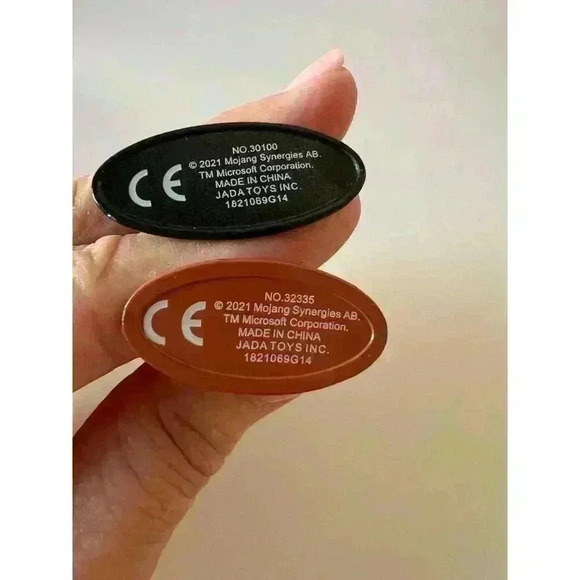 NO.30100
© 2021 Mojang Synergies AB.
TM Microsoft Corporation.
MADE IN CHINA
JADA TOYS INC.
1821069G14
CE
NO.32335
© 2021 Mojang Synergies AB.
TM Microsoft Corporation.
MADE IN CHINA
JADA TOYS INC.
1821069G14
CE